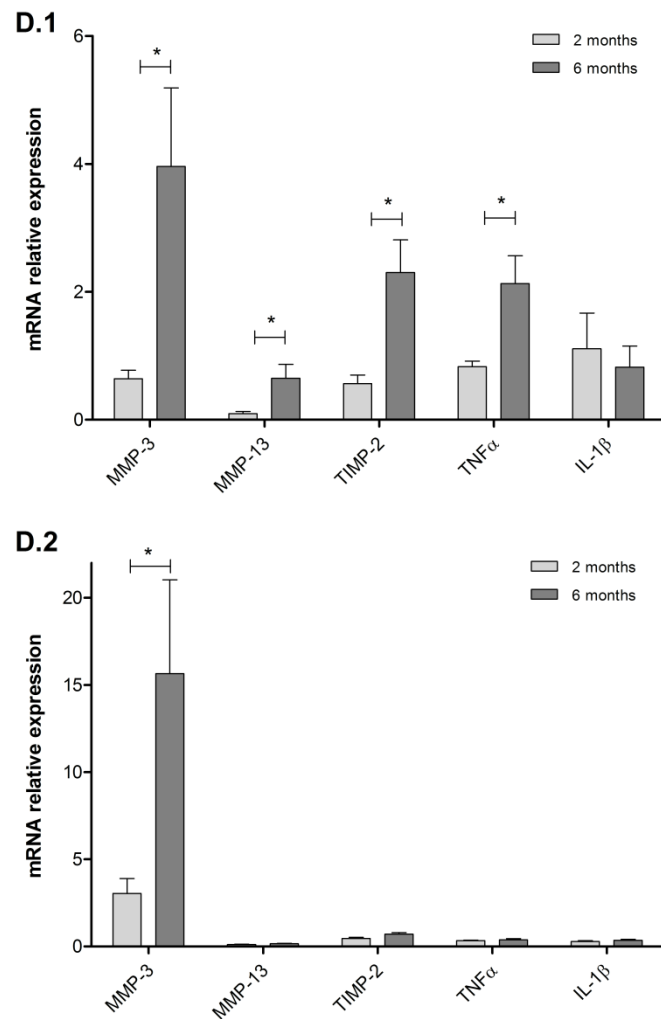 D.1
mRNA relative expression
6
4
2
0
2 months
6 months
*
*
*
*
MMP-3
MMP-13
TIMP-2
TNFα
IL-1β
D.2
mRNA relative expression
20
15
10
5
0
2 months
6 months
*
MMP-3
MMP-13
TIMP-2
TNFα
IL-1β